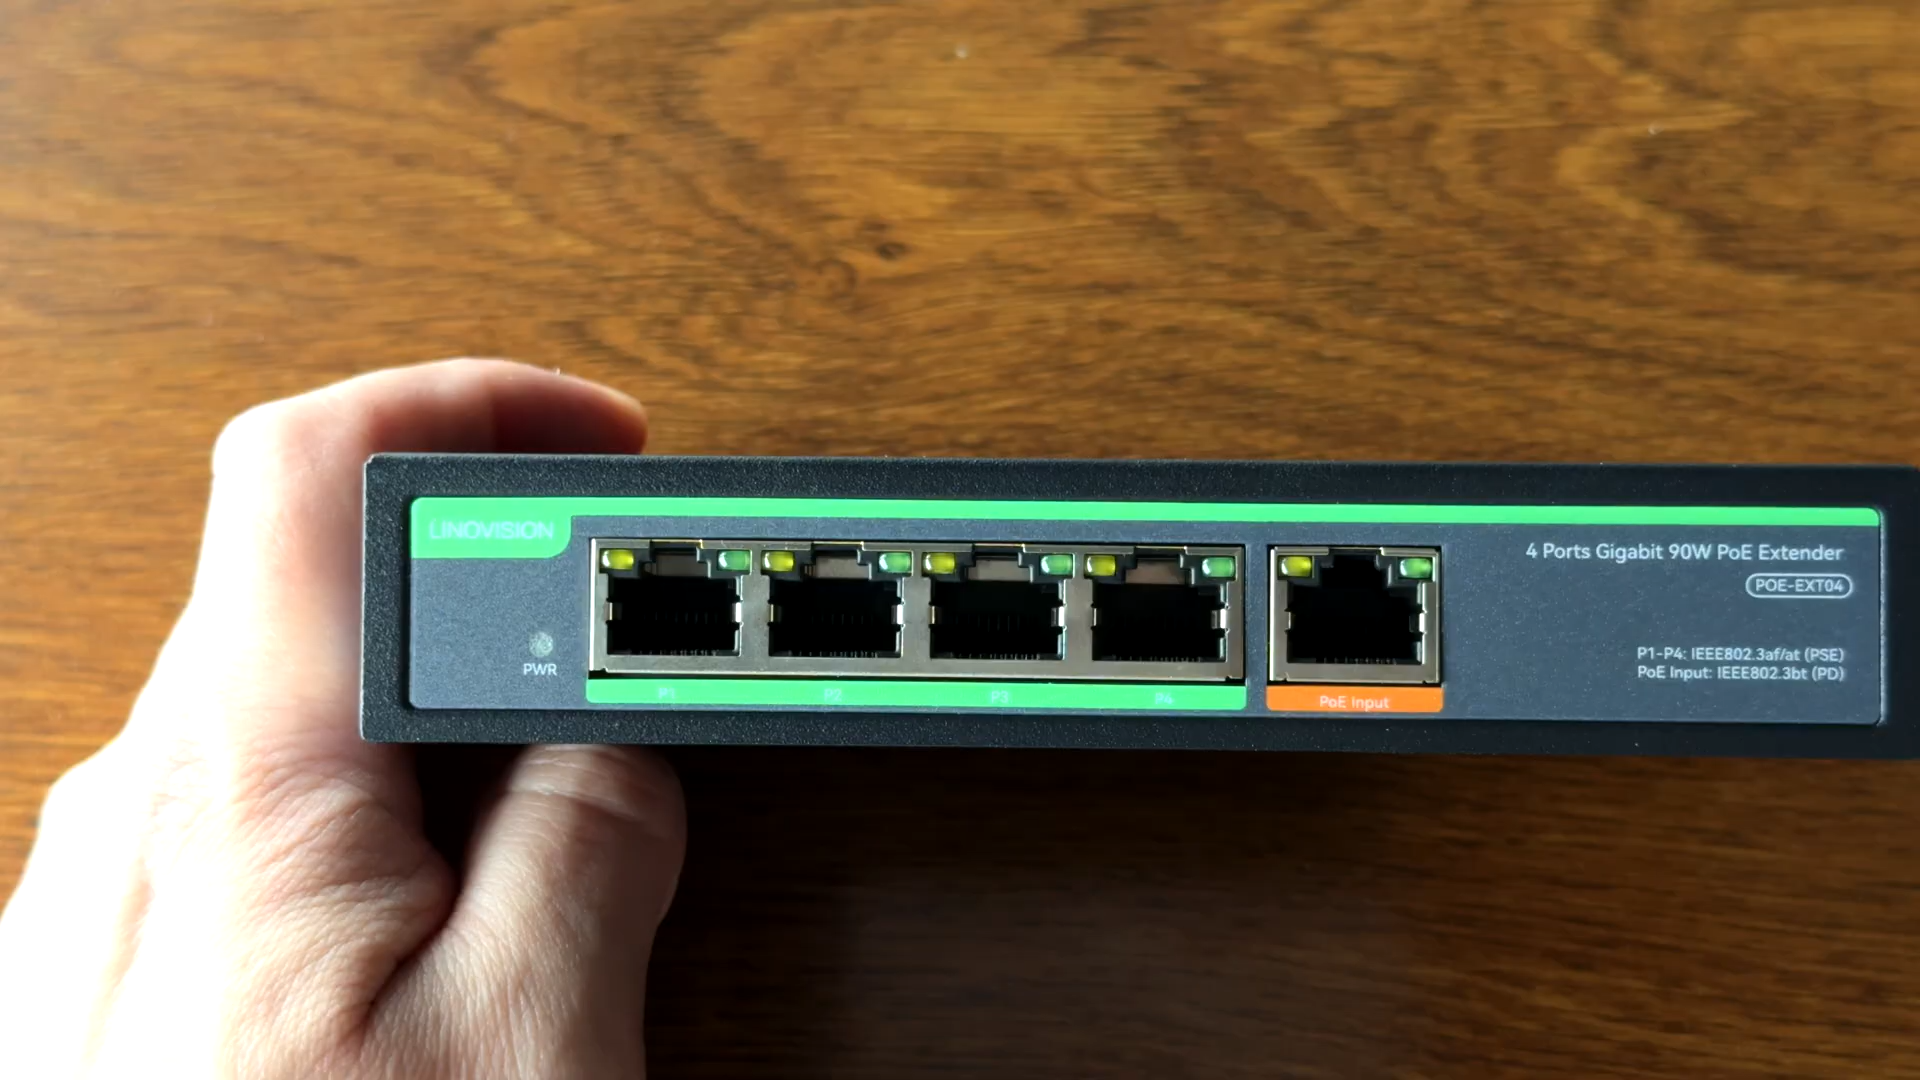 LINOVISION
4 Ports Gigabit 90W PoE Extender
POE-EXT04
PWR
P1-P4: IEEE802.3af/at (PSE)
PoE Input: IEEE802.3bt (PD)
P1 P2 P3 P4 PoE Input